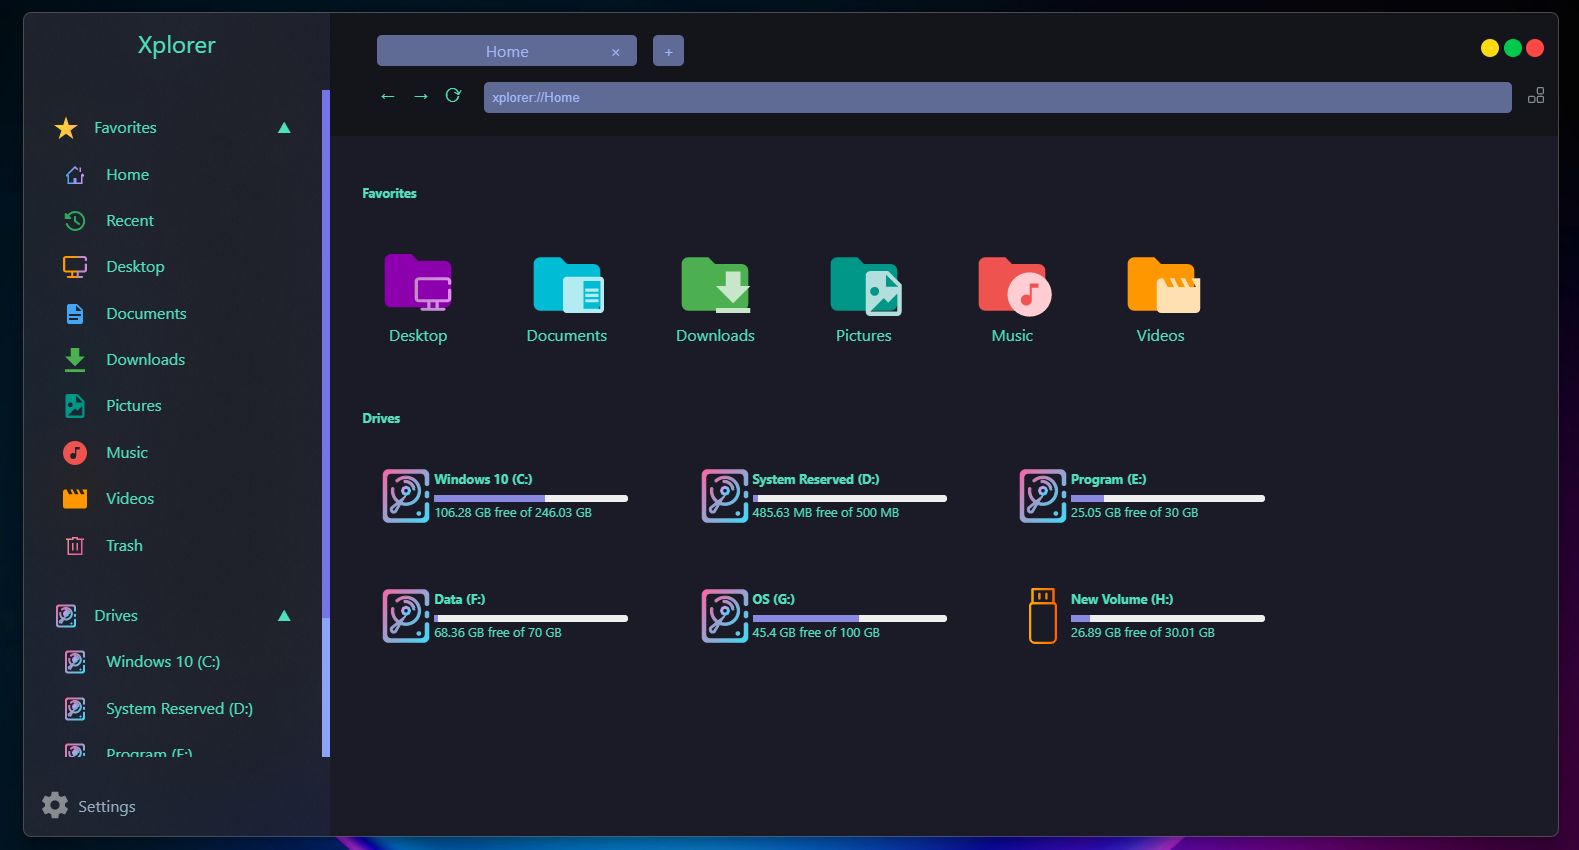 Xplorer
Favorites
Home
Recent
Desktop
Documents
Downloads
Pictures
Music
Videos
Trash
Drives
Windows 10 (C:)
System Reserved (D:)
Program (E:)
Settings
Home ×
+
← → ⟳ xplorer://Home
Favorites
Desktop Documents Downloads Pictures Music Videos
Drives
Windows 10 (C:)
106.28 GB free of 246.03 GB
System Reserved (D:)
485.63 MB free of 500 MB
Program (E:)
25.05 GB free of 30 GB
Data (F:)
68.36 GB free of 70 GB
OS (G:)
45.4 GB free of 100 GB
New Volume (H:)
26.89 GB free of 30.01 GB